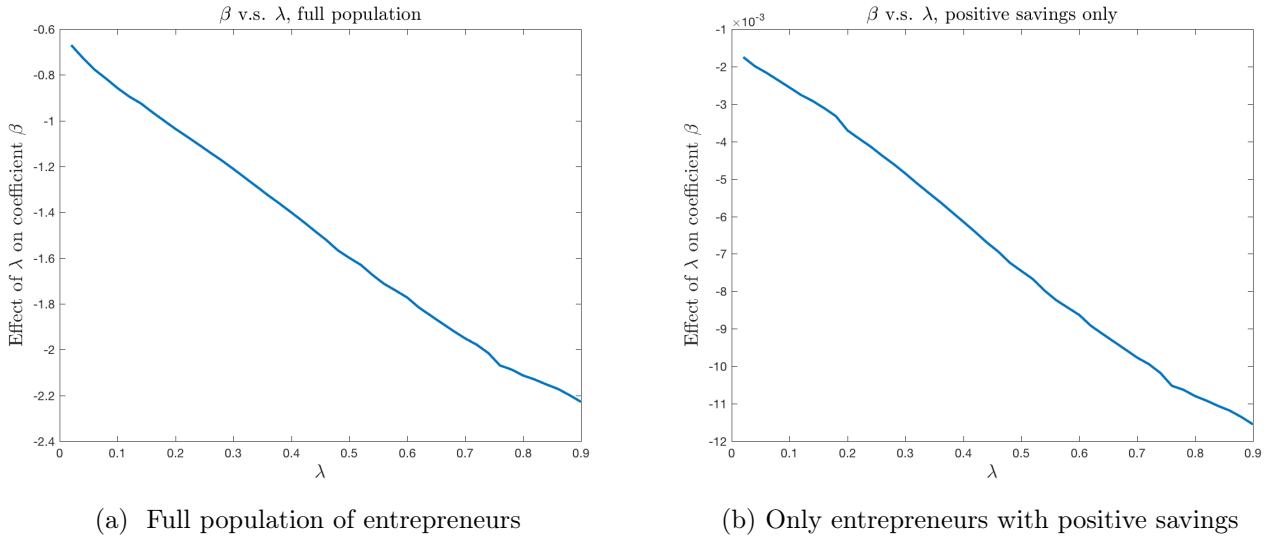 β v.s. λ, full population
-0.6
-0.8
-1
-1.2
-1.4
-1.6
-1.8
-2
-2.2
-2.4
0 0.1 0.2 0.3 0.4 0.5 0.6 0.7 0.8 0.9
λ
Effect of λ on coefficient β
(a) Full population of entrepreneurs
β v.s. λ, positive savings only
×10-3
-1
-2
-3
-4
-5
-6
-7
-8
-9
-10
-11
-12
0 0.1 0.2 0.3 0.4 0.5 0.6 0.7 0.8 0.9
λ
Effect of λ on coefficient β
(b) Only entrepreneurs with positive savings